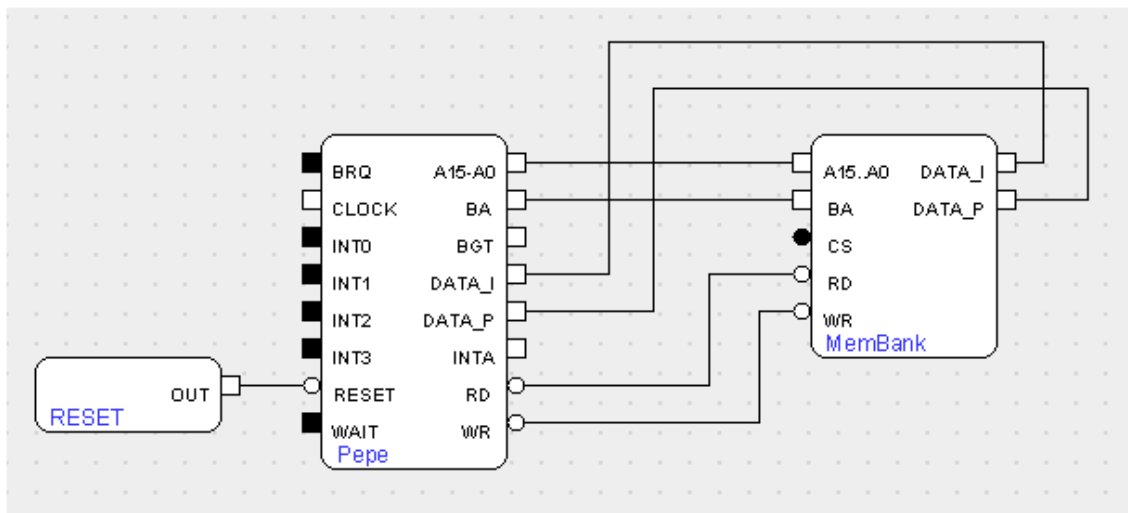 BRQ A15-A0
CLOCK BA
INT0 BGT
INT1 DATA_I
INT2 DATA_P
INT3 INTA
RESET RD
WAIT WR
Pepe
A15..A0 DATA_I
BA DATA_P
CS
RD
WR
MemBank
OUT
RESET